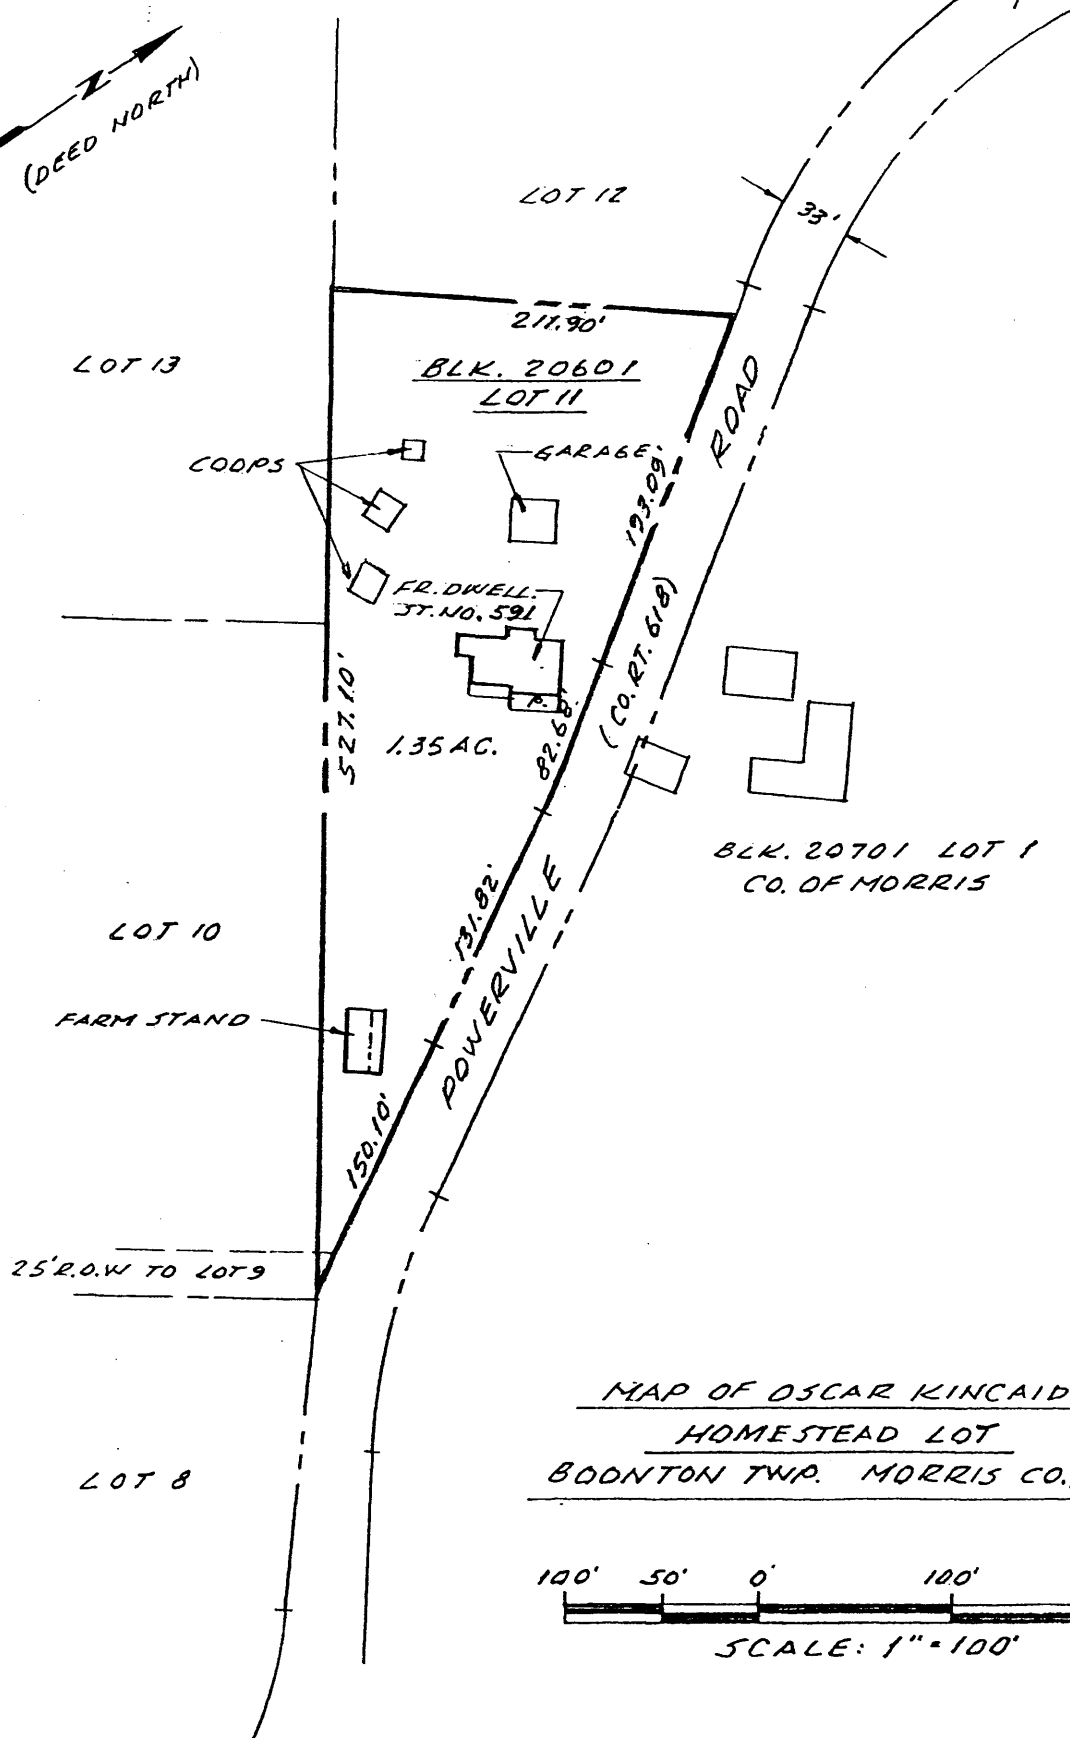 N
(DEED NORTH)
LOT 12
33'
211.90'
LOT 13
BLK. 20601
LOT 11
ROAD
COOPS
GARAGE
193.09'
FR. DWELL.
ST. NO. 591
(CO. RT. 618)
P.
527.10'
1.35 AC.
82.68'
BLK. 20701 LOT 1
CO. OF MORRIS
131.82'
POWERVILLE
LOT 10
FARM STAND
150.10'
25' R.O.W TO LOT 9
MAP OF OSCAR KINCAID
HOMESTEAD LOT
BOONTON TWP. MORRIS CO.,
LOT 8
100' 50' 0' 100'
SCALE: 1" = 100'